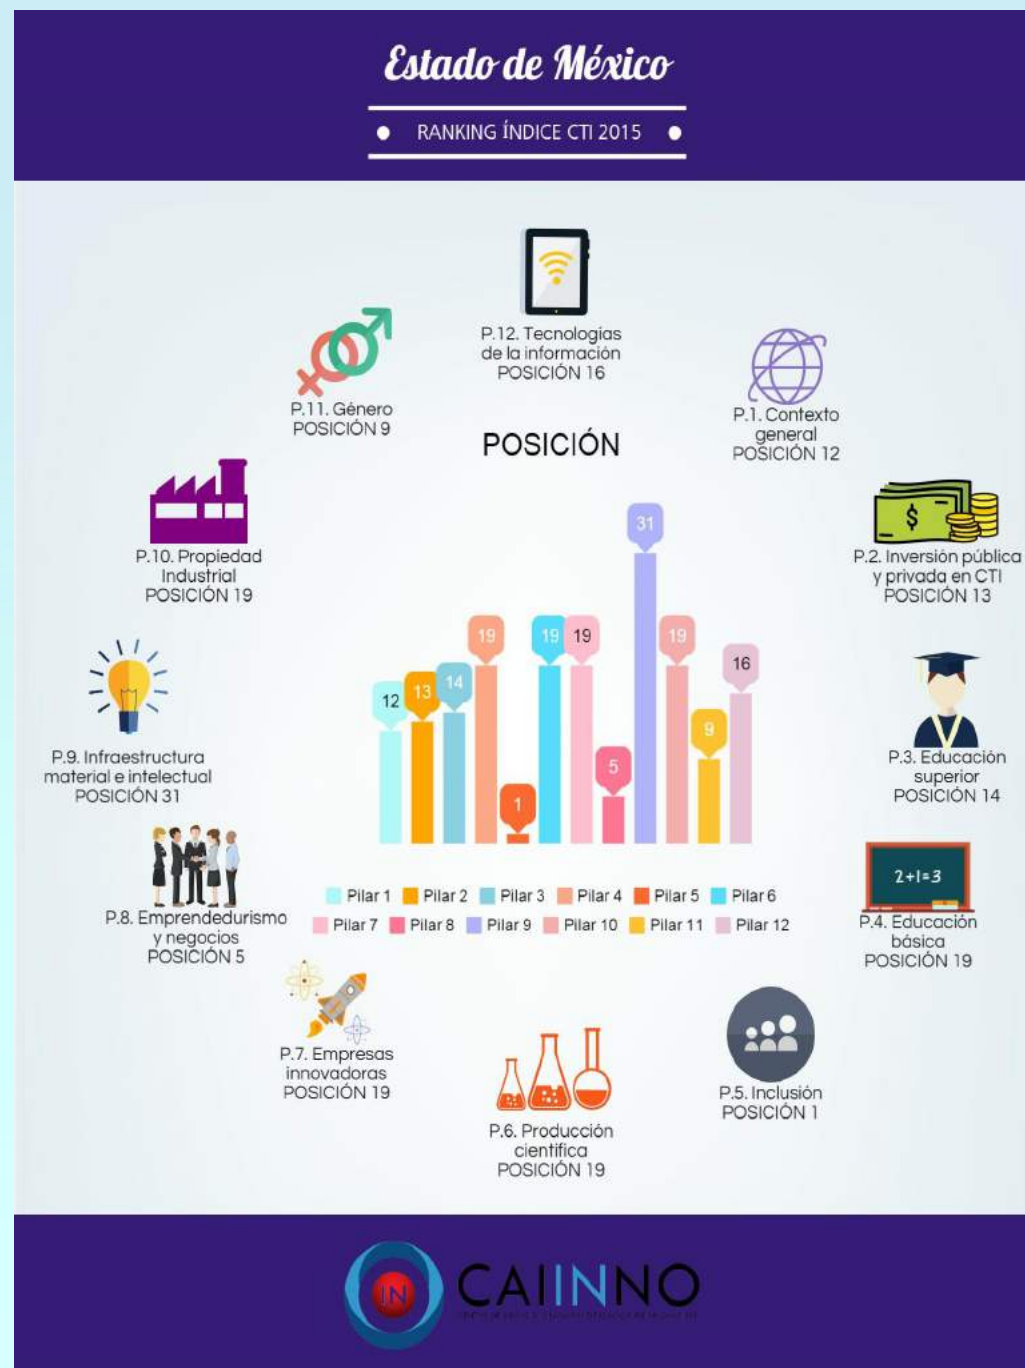 Estado de México
RANKING ÍNDICE CTI 2015
P.12. Tecnologías
de la información
POSICIÓN 16
P.11. Género
POSICIÓN 9
P.1. Contexto
general
POSICIÓN 12
POSICIÓN
P.10. Propiedad
Industrial
POSICIÓN 19
$
P.2. Inversión pública
y privada en CTI
POSICIÓN 13
12
13
14
19
1
19
19
5
31
19
9
16
P.9. Infraestructura
material e intelectual
POSICIÓN 31
P.3. Educación
superior
POSICIÓN 14
Pilar 1 Pilar 2 Pilar 3 Pilar 4 Pilar 5 Pilar 6
Pilar 7 Pilar 8 Pilar 9 Pilar 10 Pilar 11 Pilar 12
P.8. Emprendedurismo
y negocios
POSICIÓN 5
2+1=3
P.4. Educación
básica
POSICIÓN 19
P.7. Empresas
innovadoras
POSICIÓN 19
P.6. Producción
científica
POSICIÓN 19
P.5. Inclusión
POSICIÓN 1
IN
CAIINNO